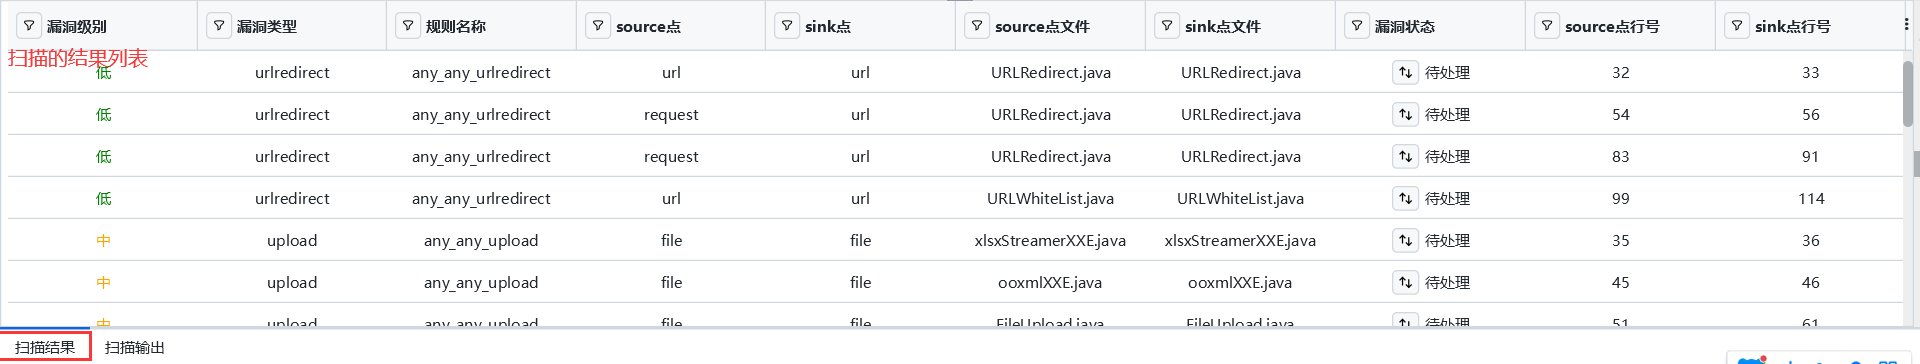 漏洞级别 漏洞类型 规则名称 source点 sink点 source点文件 sink点文件 漏洞状态 source点行号 sink点行号
扫描的结果列表
低 urlredirect any_any_urlredirect url url URLRedirect.java URLRedirect.java 待处理 32 33
低 urlredirect any_any_urlredirect request url URLRedirect.java URLRedirect.java 待处理 54 56
低 urlredirect any_any_urlredirect request url URLRedirect.java URLRedirect.java 待处理 83 91
低 urlredirect any_any_urlredirect url url URLWhiteList.java URLWhiteList.java 待处理 99 114
中 upload any_any_upload file file xlsxStreamerXXE.java xlsxStreamerXXE.java 待处理 35 36
中 upload any_any_upload file file ooxmlXXE.java ooxmlXXE.java 待处理 45 46
中 upload any_any_upload file file FileUpload.java FileUpload.java 待处理 51 61
扫描结果 扫描输出